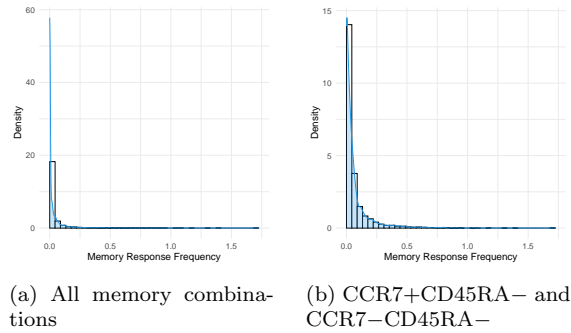 60
40
20
0
Density
0.0 0.5 1.0 1.5
Memory Response Frequency
(a) All memory combina-
tions
15
10
5
0
Density
0.0 0.5 1.0 1.5
Memory Response Frequency
(b) CCR7+CD45RA− and
CCR7−CD45RA−